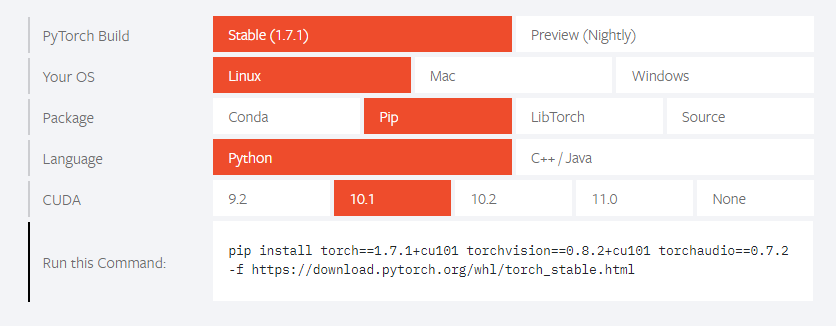 PyTorch Build Stable (1.7.1) Preview (Nightly)
Your OS Linux Mac Windows
Package Conda Pip LibTorch Source
Language Python C++ / Java
CUDA 9.2 10.1 10.2 11.0 None
Run this Command:
pip install torch==1.7.1+cu101 torchvision==0.8.2+cu101 torchaudio==0.7.2
-f https://download.pytorch.org/whl/torch_stable.html